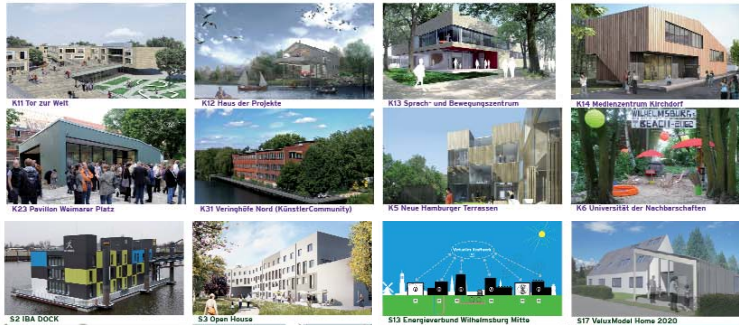 K11 Tor zur Welt
K12 Haus der Projekte
K13 Sprach- und Bewegungszentrum
K14 Medienzentrum Kirchdorf
WILHELMSBURG
BEACH
K23 Pavillon Weimarer Platz
K31 Veringhöfe Nord (KünstlerCommunity)
K5 Neue Hamburger Terrassen
K6 Universität der Nachbarschaften
Virtuelles Kraftwerk
S2 IBA DOCK
S3 Open House
S13 Energieverbund Wilhelmsburg Mitte
S17 VeluxModel Home 2020